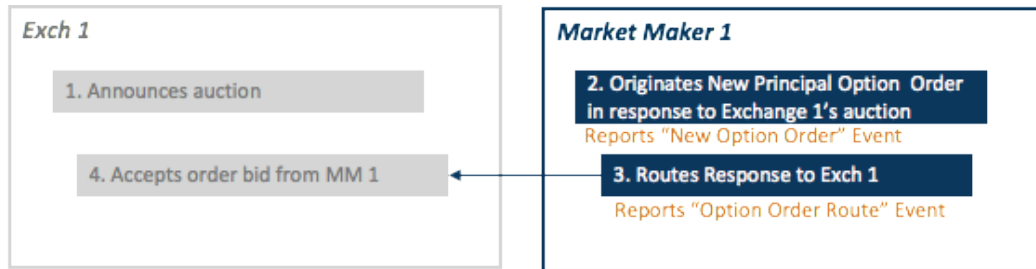 Exch 1
1. Announces auction
4. Accepts order bid from MM 1
Market Maker 1
2. Originates New Principal Option Order
in response to Exchange 1's auction
Reports "New Option Order" Event
3. Routes Response to Exch 1
Reports "Option Order Route" Event